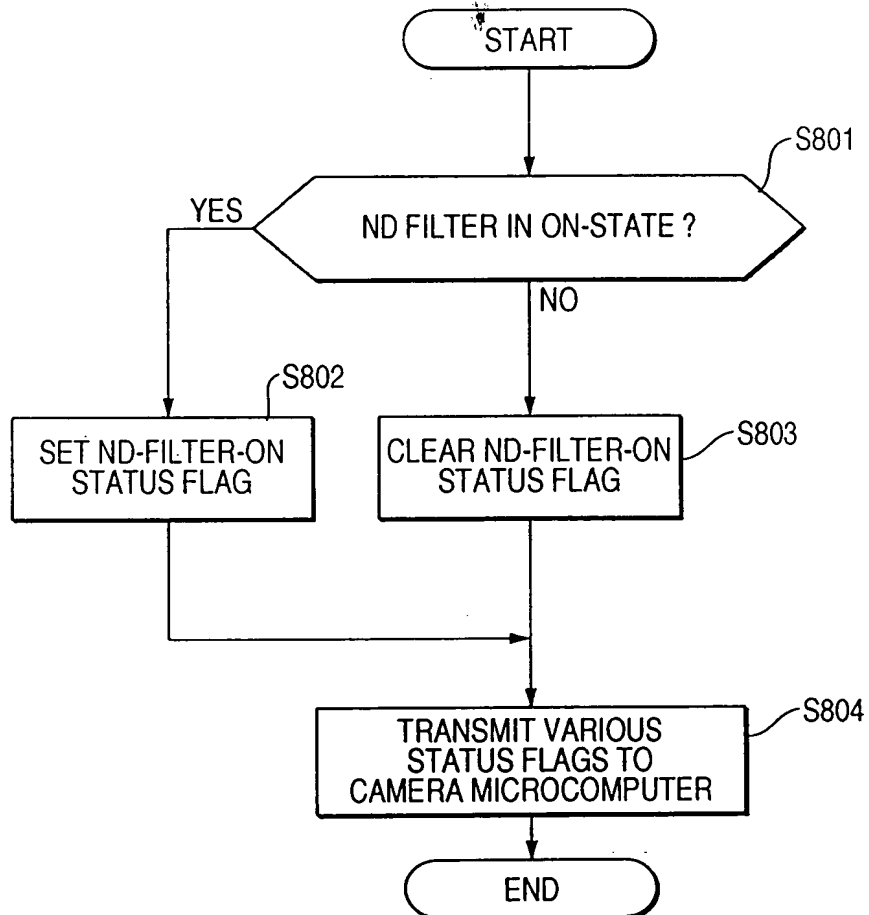 START
S801
ND FILTER IN ON-STATE ?
YES
NO
S802
SET ND-FILTER-ON
STATUS FLAG
S803
CLEAR ND-FILTER-ON
STATUS FLAG
S804
TRANSMIT VARIOUS
STATUS FLAGS TO
CAMERA MICROCOMPUTER
END